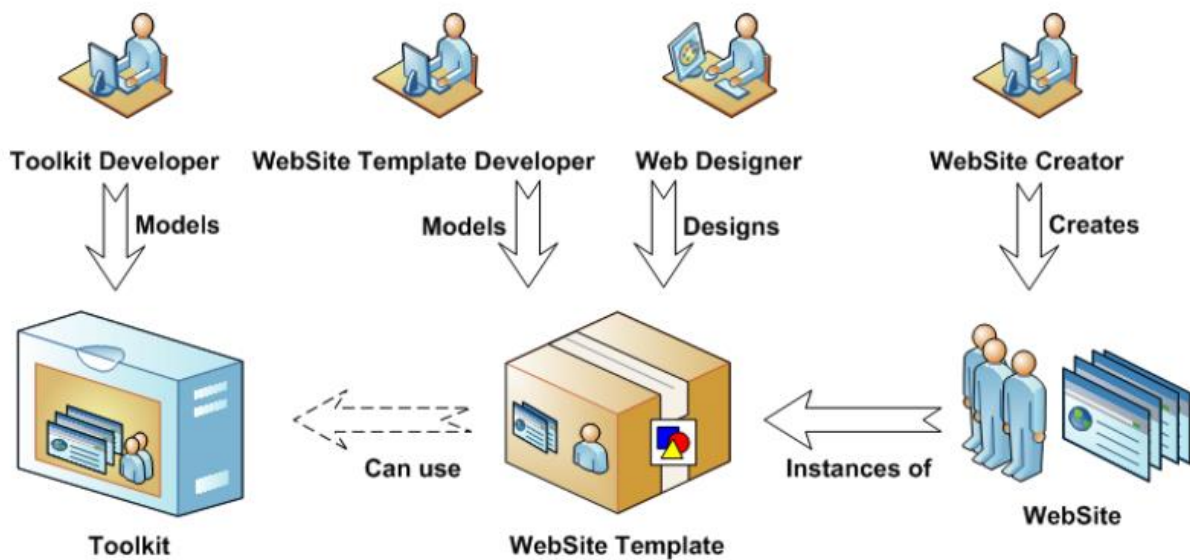 Toolkit Developer
WebSite Template Developer
Web Designer
WebSite Creator
Models
Models
Designs
Creates
Can use
Instances of
Toolkit
WebSite Template
WebSite